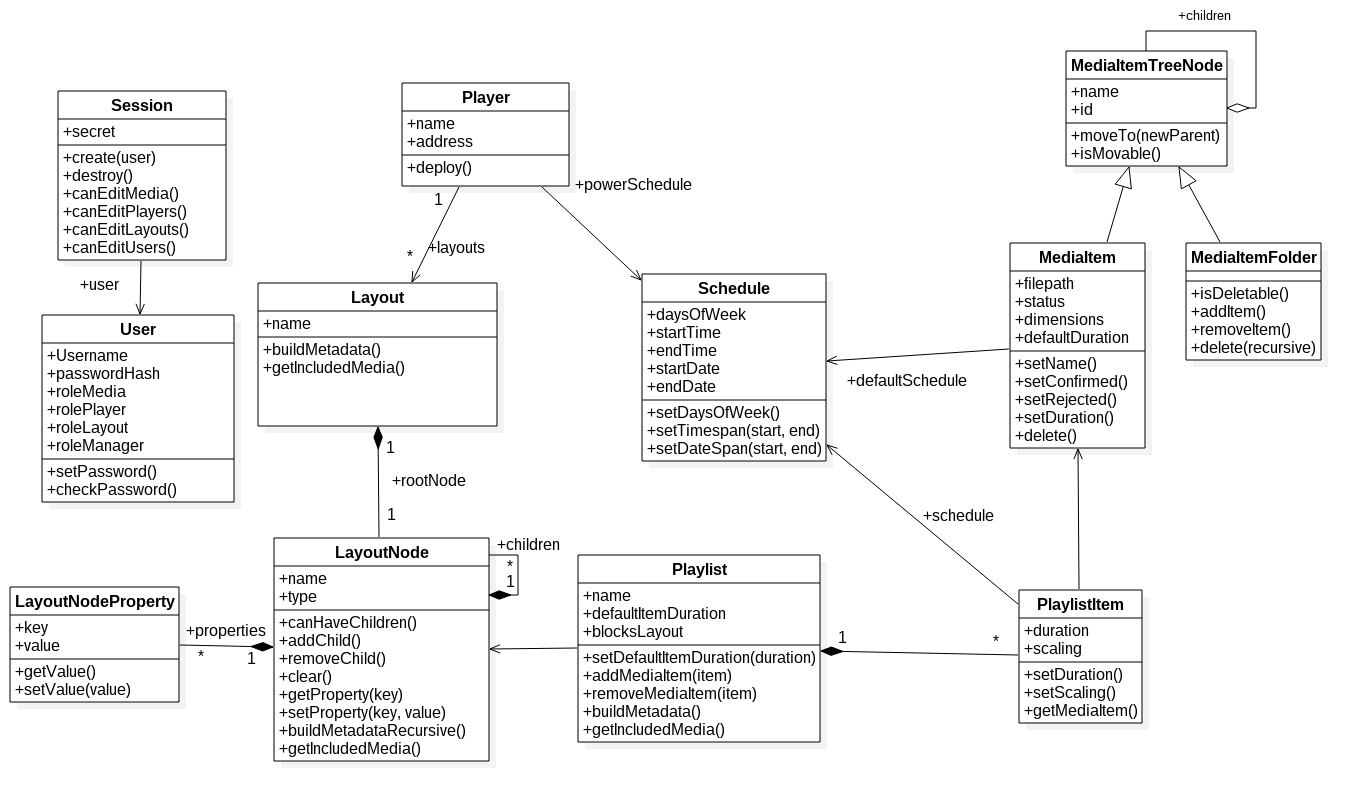 +children
MediaItemTreeNode
+name
+id
+moveTo(newParent)
+isMovable()
Session
+secret
+create(user)
+destroy()
+canEditMedia()
+canEditPlayers()
+canEditLayouts()
+canEditUsers()
Player
+name
+address
+deploy()
+powerSchedule
1
*
+layouts
+user
User
+Username
+passwordHash
+roleMedia
+rolePlayer
+roleLayout
+roleManager
+setPassword()
+checkPassword()
Layout
+name
+buildMetadata()
+getIncludedMedia()
Schedule
+daysOfWeek
+startTime
+endTime
+startDate
+endDate
+setDaysOfWeek()
+setTimespan(start, end)
+setDateSpan(start, end)
MediaItem
+filepath
+status
+dimensions
+defaultDuration
+setName()
+setConfirmed()
+setRejected()
+setDuration()
+delete()
MediaItemFolder
+isDeletable()
+addItem()
+removeItem()
+delete(recursive)
+defaultSchedule
1
+rootNode
1
+schedule
LayoutNode
+name
+type
+canHaveChildren()
+addChild()
+removeChild()
+clear()
+getProperty(key)
+setProperty(key, value)
+buildMetadataRecursive()
+getIncludedMedia()
+children
*
1
LayoutNodeProperty
+key
+value
+getValue()
+setValue(value)
+properties
*
1
Playlist
+name
+defaultItemDuration
+blocksLayout
+setDefaultItemDuration(duration)
+addMediaItem(item)
+removeMediaItem(item)
+buildMetadata()
+getIncludedMedia()
1
*
PlaylistItem
+duration
+scaling
+setDuration()
+setScaling()
+getMediaItem()